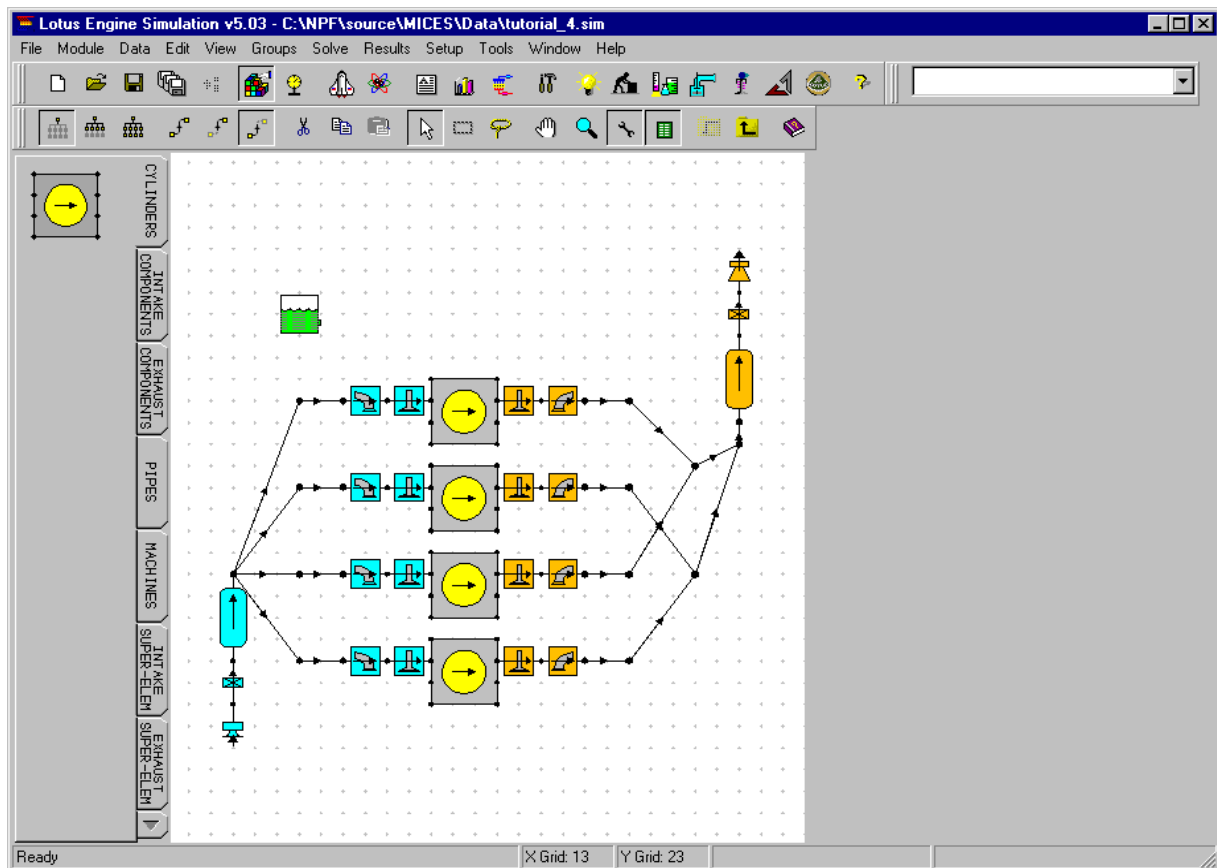 Lotus Engine Simulation v5.03 - C:\NPF\source\MICES\Data\tutorial_4.sim
File Module Data Edit View Groups Solve Results Setup Tools Window Help
CYLINDERS
INTAKE
COMPONENTS
EXHAUST
COMPONENTS
PIPES
MACHINES
INTAKE
SUPER-ELEM
EXHAUST
SUPER-ELEM
Ready
X Grid: 13
Y Grid: 23